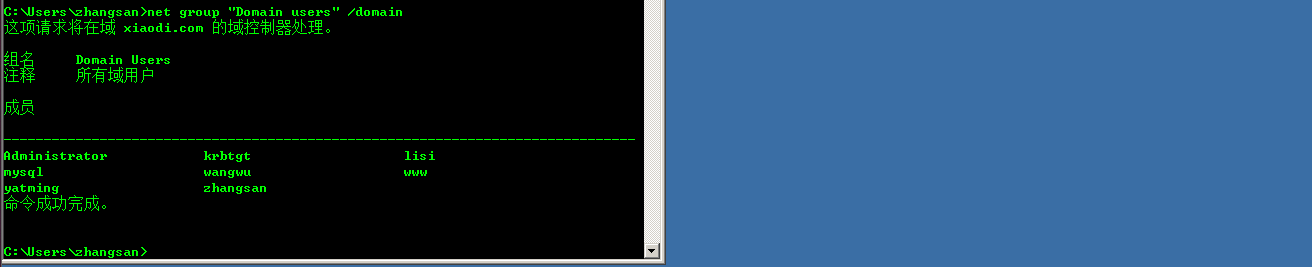 C:\Users\zhangsan>net group "Domain users" /domain
这项请求将在域 xiaodi.com 的域控制器处理。
组名 Domain Users
注释 所有域用户
成员
-------------------------------------------------------------------------------
Administrator krbtgt lisi
mysql wangwu www
yatming zhangsan
命令成功完成。
C:\Users\zhangsan>